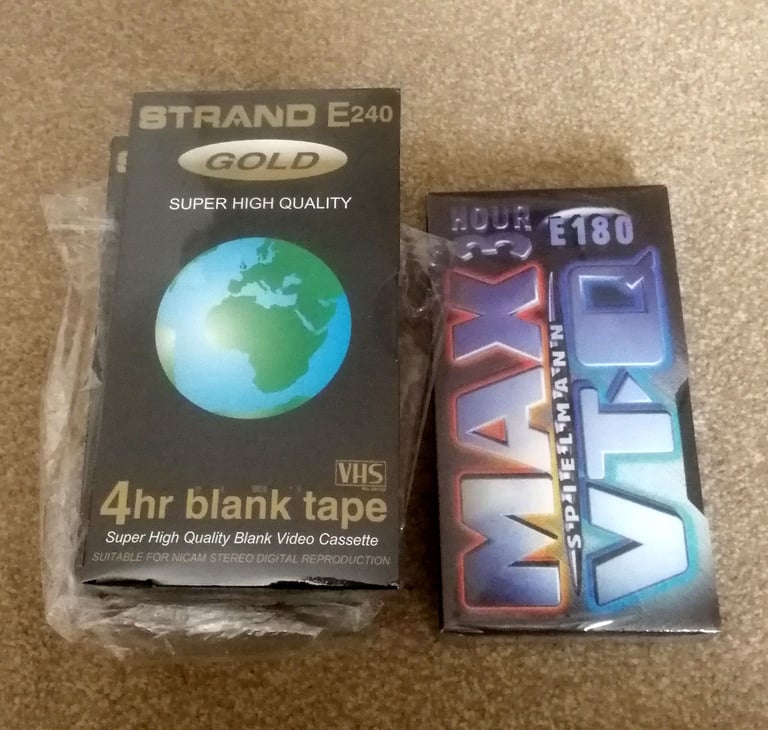 STRAND E240
GOLD
SUPER HIGH QUALITY
VHS
4hr blank tape
Super High Quality Blank Video Cassette
SUITABLE FOR NICAM STEREO DIGITAL REPRODUCTION
S
3 HOUR
E180
MAX
SPIELMANN
VT-Q